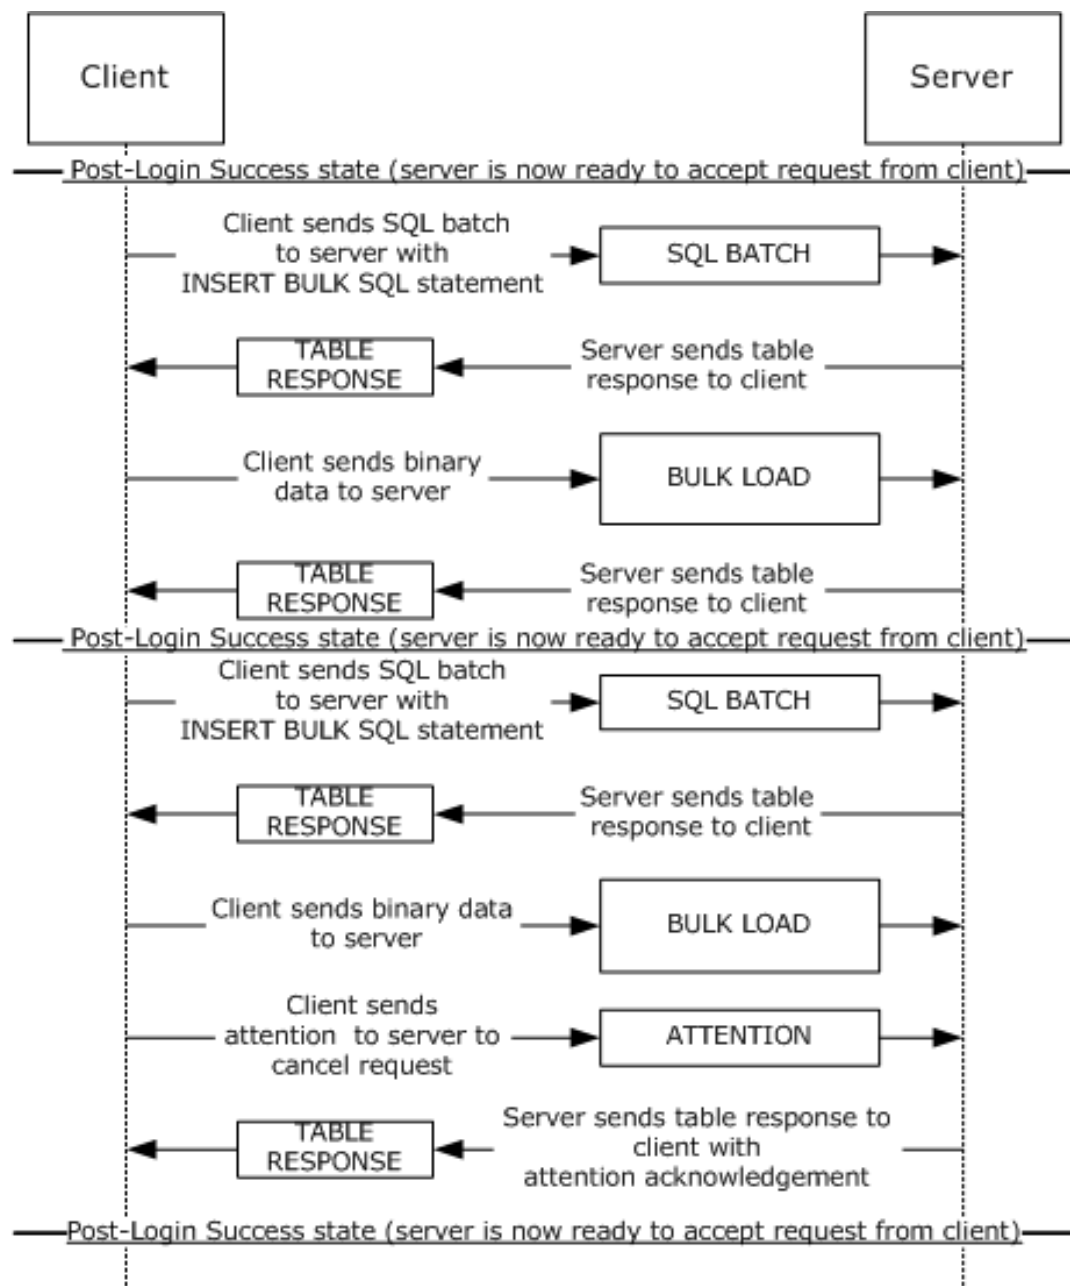 Client
Server
Post-Login Success state (server is now ready to accept request from client)
Client sends SQL batch
to server with
INSERT BULK SQL statement
SQL BATCH
TABLE
RESPONSE
Server sends table
response to client
Client sends binary
data to server
BULK LOAD
TABLE
RESPONSE
Server sends table
response to client
Post-Login Success state (server is now ready to accept request from client)
Client sends SQL batch
to server with
INSERT BULK SQL statement
SQL BATCH
TABLE
RESPONSE
Server sends table
response to client
Client sends binary data
to server
BULK LOAD
Client sends
attention to server to
cancel request
ATTENTION
TABLE
RESPONSE
Server sends table response to
client with
attention acknowledgement
Post-Login Success state (server is now ready to accept request from client)